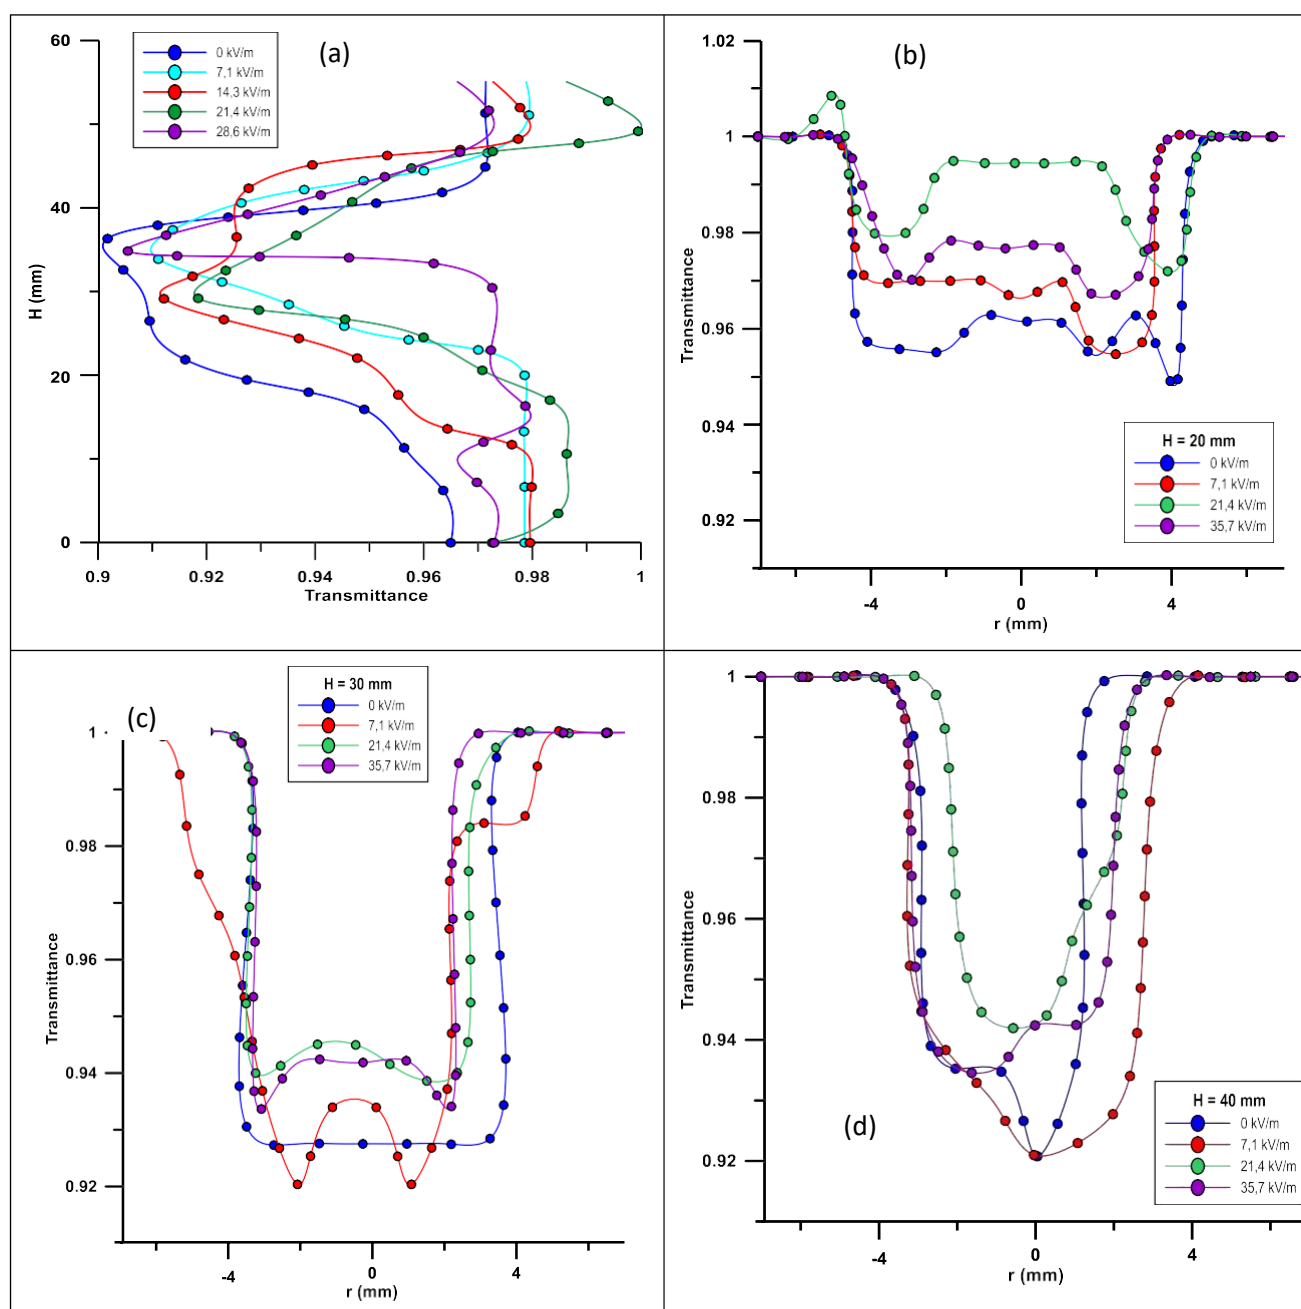 (a)
0 kV/m
7,1 kV/m
14,3 kV/m
21,4 kV/m
28,6 kV/m
60
40
20
0
H (mm)
0.9
0.92
0.94
0.96
0.98
1
Transmittance
(b)
1.02
1
0.98
0.96
0.94
0.92
Transmittance
H = 20 mm
0 kV/m
7,1 kV/m
21,4 kV/m
35,7 kV/m
-4
0
4
r (mm)
(c)
H = 30 mm
0 kV/m
7,1 kV/m
21,4 kV/m
35,7 kV/m
1
0.98
0.96
0.94
0.92
Transmittance
-4
0
4
r (mm)
1
0.98
0.96
0.94
0.92
Transmittance
(d)
H = 40 mm
0 kV/m
7,1 kV/m
21,4 kV/m
35,7 kV/m
-4
0
4
r (mm)